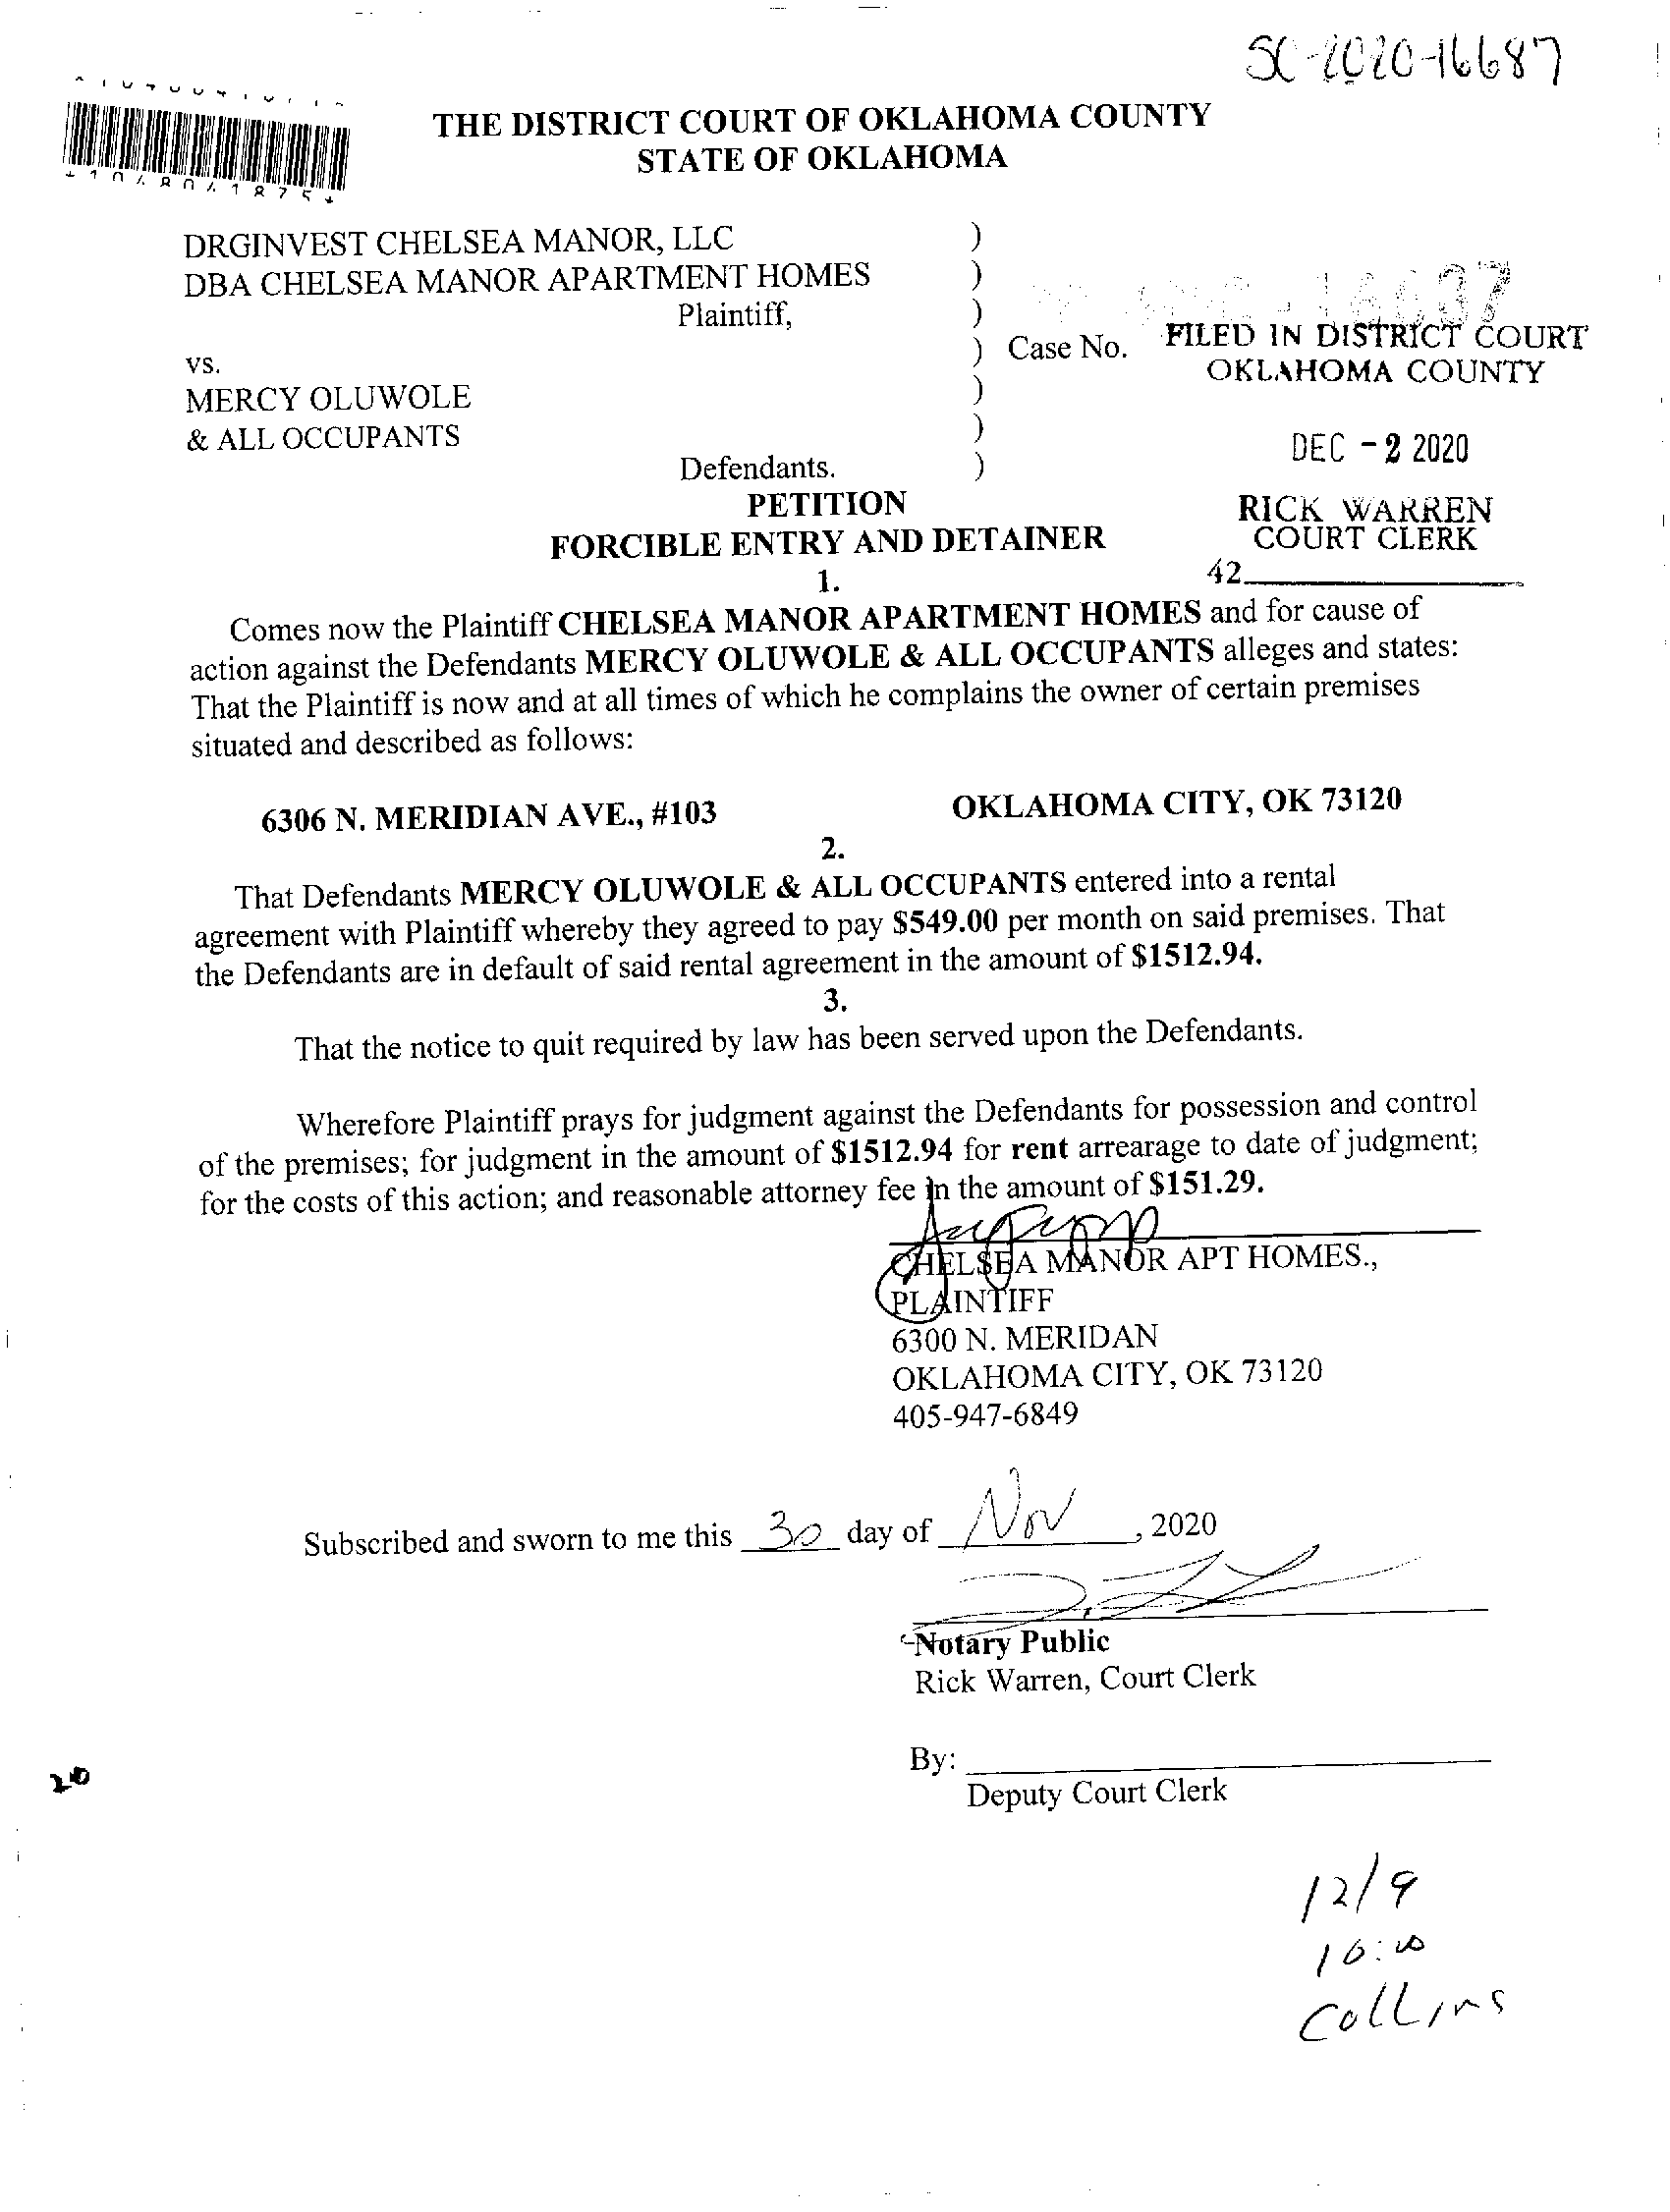 SC-2020-16687
THE DISTRICT COURT OF OKLAHOMA COUNTY
STATE OF OKLAHOMA
*1048041875*
DRGINVEST CHELSEA MANOR, LLC )
DBA CHELSEA MANOR APARTMENT HOMES )
Plaintiff, )
) Case No.
vs.
MERCY OLUWOLE )
& ALL OCCUPANTS )
Defendants. )
FILED IN DISTRICT COURT
OKLAHOMA COUNTY
DEC - 2 2020
RICK WARREN
COURT CLERK
42
PETITION
FORCIBLE ENTRY AND DETAINER
1.
Comes now the Plaintiff CHELSEA MANOR APARTMENT HOMES and for cause of
action against the Defendants MERCY OLUWOLE & ALL OCCUPANTS alleges and states:
That the Plaintiff is now and at all times of which he complains the owner of certain premises
situated and described as follows:
6306 N. MERIDIAN AVE., #103 OKLAHOMA CITY, OK 73120
2.
That Defendants MERCY OLUWOLE & ALL OCCUPANTS entered into a rental
agreement with Plaintiff whereby they agreed to pay $549.00 per month on said premises. That
the Defendants are in default of said rental agreement in the amount of $1512.94.
3.
That the notice to quit required by law has been served upon the Defendants.
Wherefore Plaintiff prays for judgment against the Defendants for possession and control
of the premises; for judgment in the amount of $1512.94 for rent arrearage to date of judgment;
for the costs of this action; and reasonable attorney fee in the amount of $151.29.
CHELSEA MANOR APT HOMES.,
PLAINTIFF
6300 N. MERIDAN
OKLAHOMA CITY, OK 73120
405-947-6849
Subscribed and sworn to me this 30 day of Nov , 2020
Notary Public
Rick Warren, Court Clerk
By:
Deputy Court Clerk
20
12/9
10:00
Collins